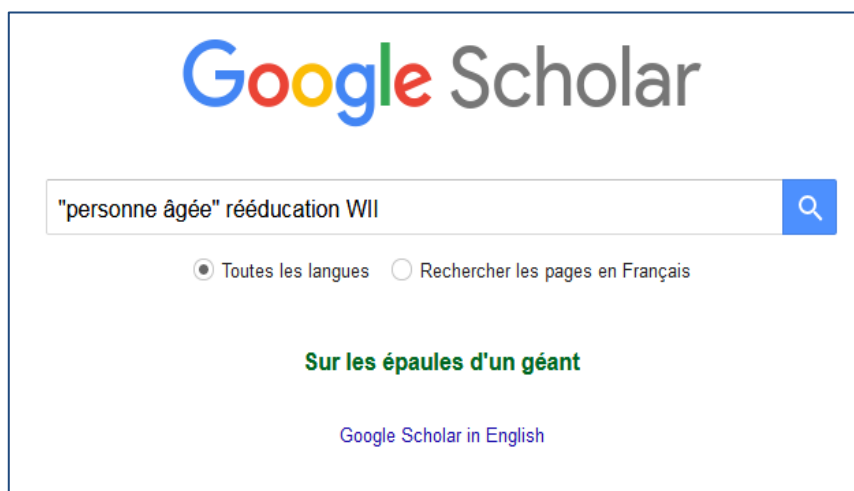 Google Scholar
"personne âgée" rééducation WII
Toutes les langues Rechercher les pages en Français
Sur les épaules d'un géant
Google Scholar in English